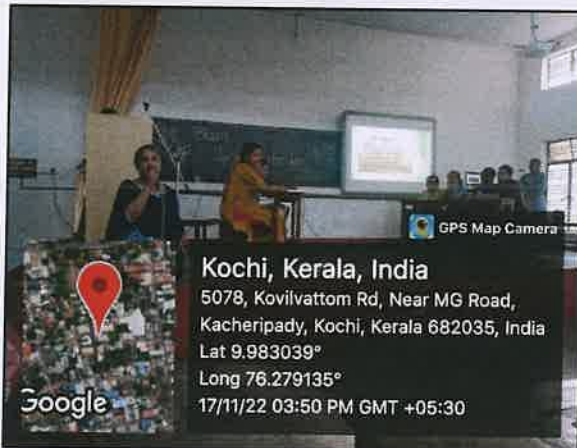 GPS Map Camera
Kochi, Kerala, India
5078, Kovilvattom Rd, Near MG Road,
Kacheripady, Kochi, Kerala 682035, India
Lat 9.983039°
Long 76.279135°
17/11/22 03:50 PM GMT +05:30
Google